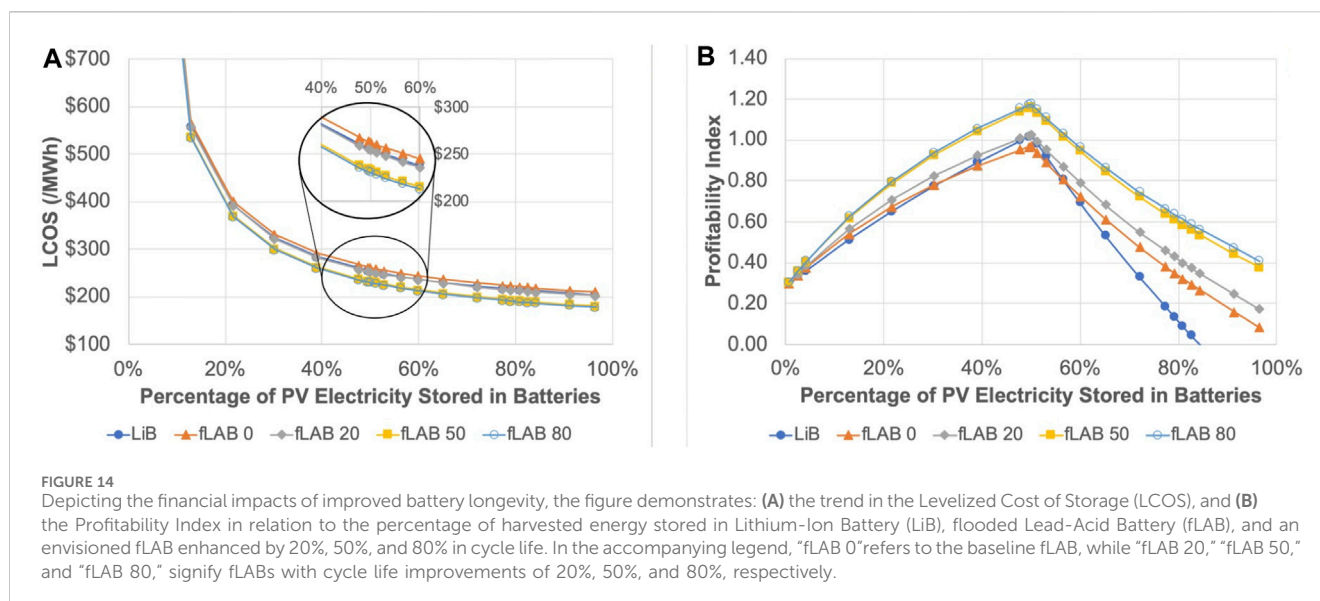 A
$700
$600
$500
$400
$300
$200
$100
LCOS (/MWh)
40% 50% 60%
$300
$250
$200
0% 20% 40% 60% 80% 100%
Percentage of PV Electricity Stored in Batteries
LiB fLAB 0 fLAB 20 fLAB 50 fLAB 80
B
1.40
1.20
1.00
0.80
0.60
0.40
0.20
0.00
Profitability Index
0% 20% 40% 60% 80% 100%
Percentage of PV Electricity Stored in Batteries
LiB fLAB 0 fLAB 20 fLAB 50 fLAB 80
FIGURE 14
Depicting the financial impacts of improved battery longevity, the figure demonstrates: (A) the trend in the Levelized Cost of Storage (LCOS), and (B)
the Profitability Index in relation to the percentage of harvested energy stored in Lithium-Ion Battery (LiB), flooded Lead-Acid Battery (fLAB), and an
envisioned fLAB enhanced by 20%, 50%, and 80% in cycle life. In the accompanying legend, “fLAB 0”refers to the baseline fLAB, while “fLAB 20,” “fLAB 50,”
and “fLAB 80,” signify fLABs with cycle life improvements of 20%, 50%, and 80%, respectively.